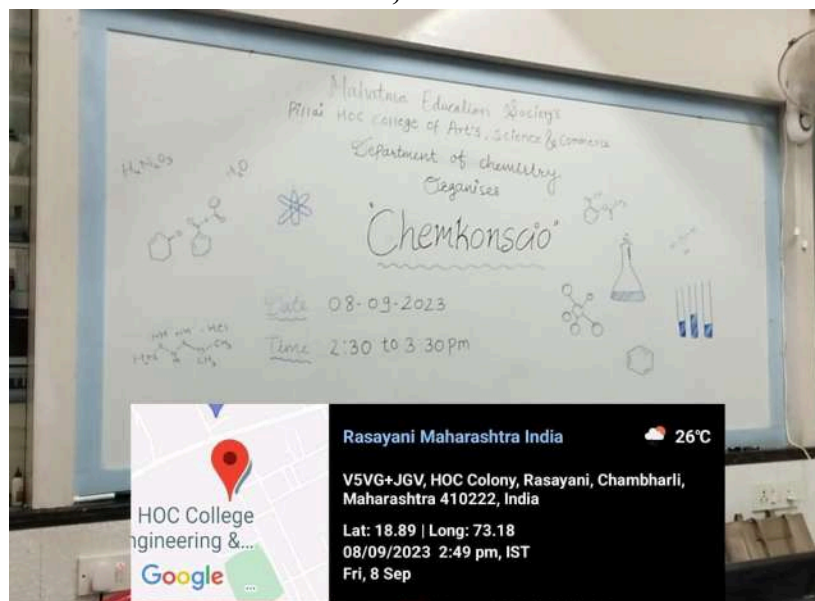 Mahatma Education Society's
Pillai HOC College of Art's, Science & Commerce
Department of chemistry
Organises
"Chemkonscio"
Date 08-09-2023
Time 2:30 to 3:30pm
H₂O
Rasayani Maharashtra India
26°C
V5VG+JGV, HOC Colony, Rasayani, Chambharli,
Maharashtra 410222, India
Lat: 18.89 | Long: 73.18
08/09/2023 2:49 pm, IST
Fri, 8 Sep
HOC College
ngineering &...
Google